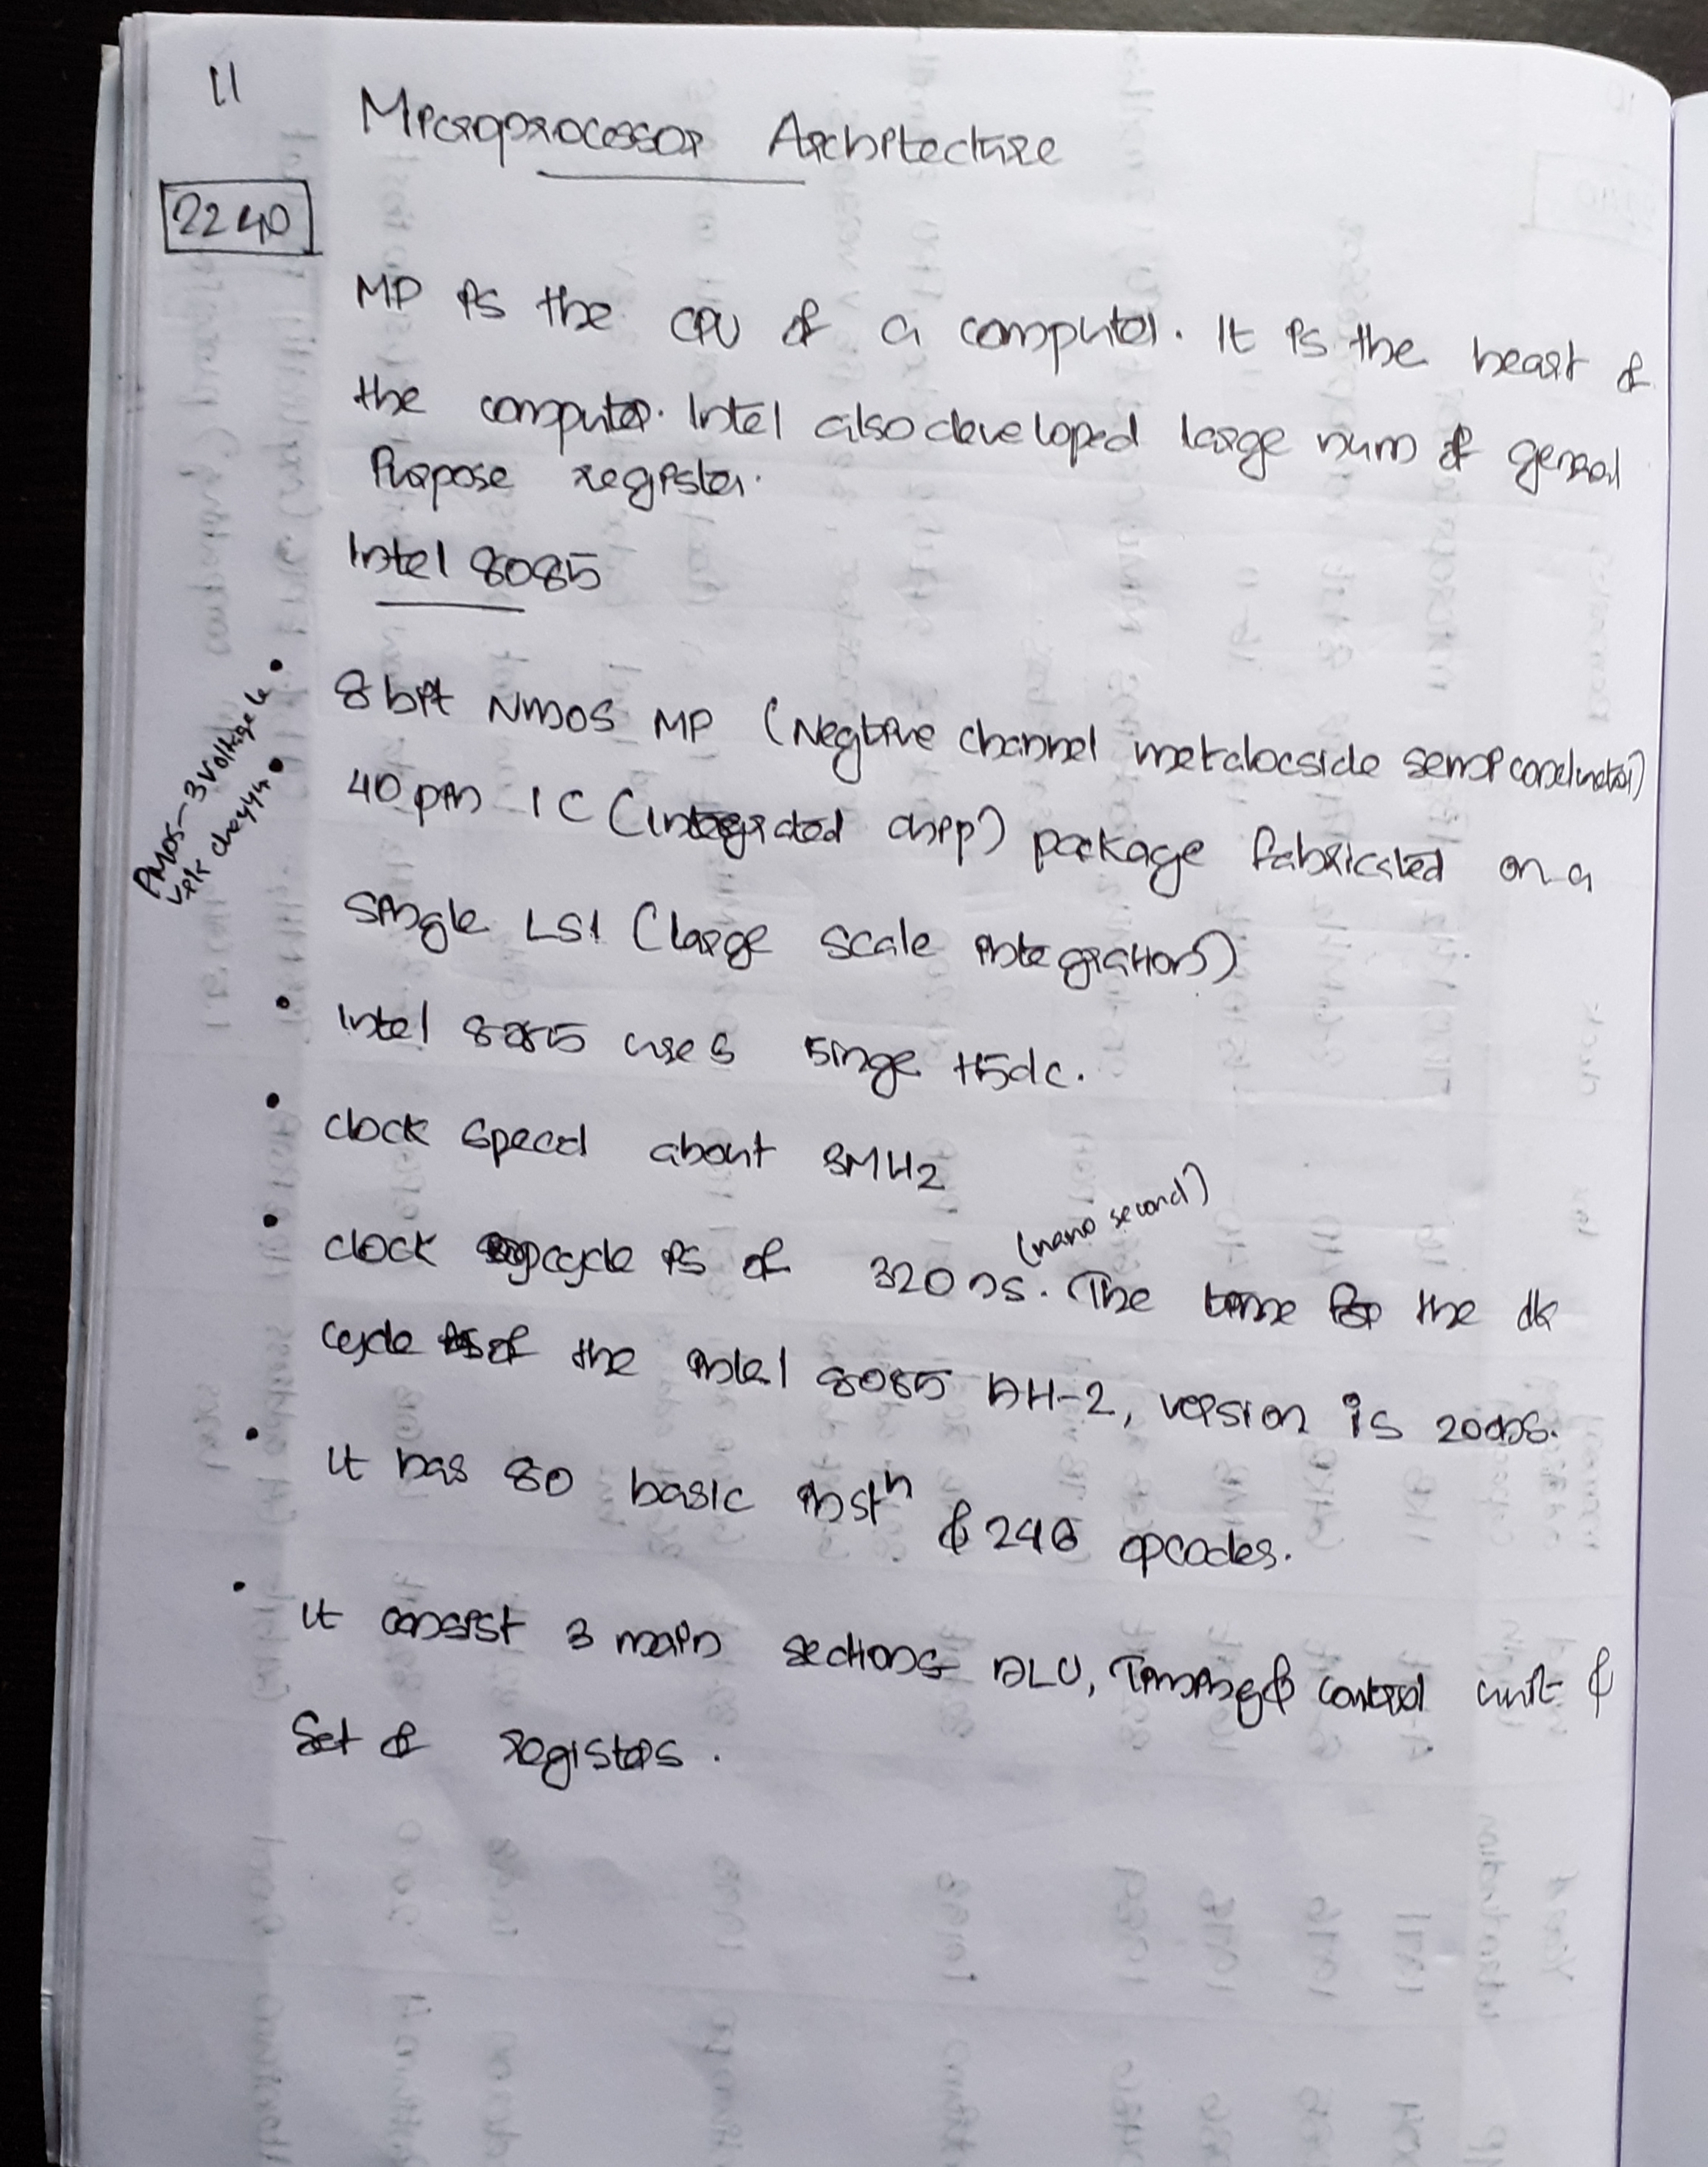 11
Microprocessor Architecture
2240
MP is the CPU of a computer. It is the heart of
the computer. Intel also developed large num of genral
Purpose register.
Intel 8085
PMOS-3 voltage le
work cheyyu
8 bit NMOS MP (Negtive channel metalocside semiconductor)
40 pin IC (integrated chip) package fabricated on a
single LSI (large scale integration)
Intel 8085 uses singe +5dc.
clock speed about 3MHz
(nano second)
clock cycle is of 320ns. The time for the clk
cycle of the intel 8085 AH-2, version is 200ns.
It has 80 basic instn & 246 opcodes.
It consist 3 main sections ALU, Timing & control unit &
Set of registers.